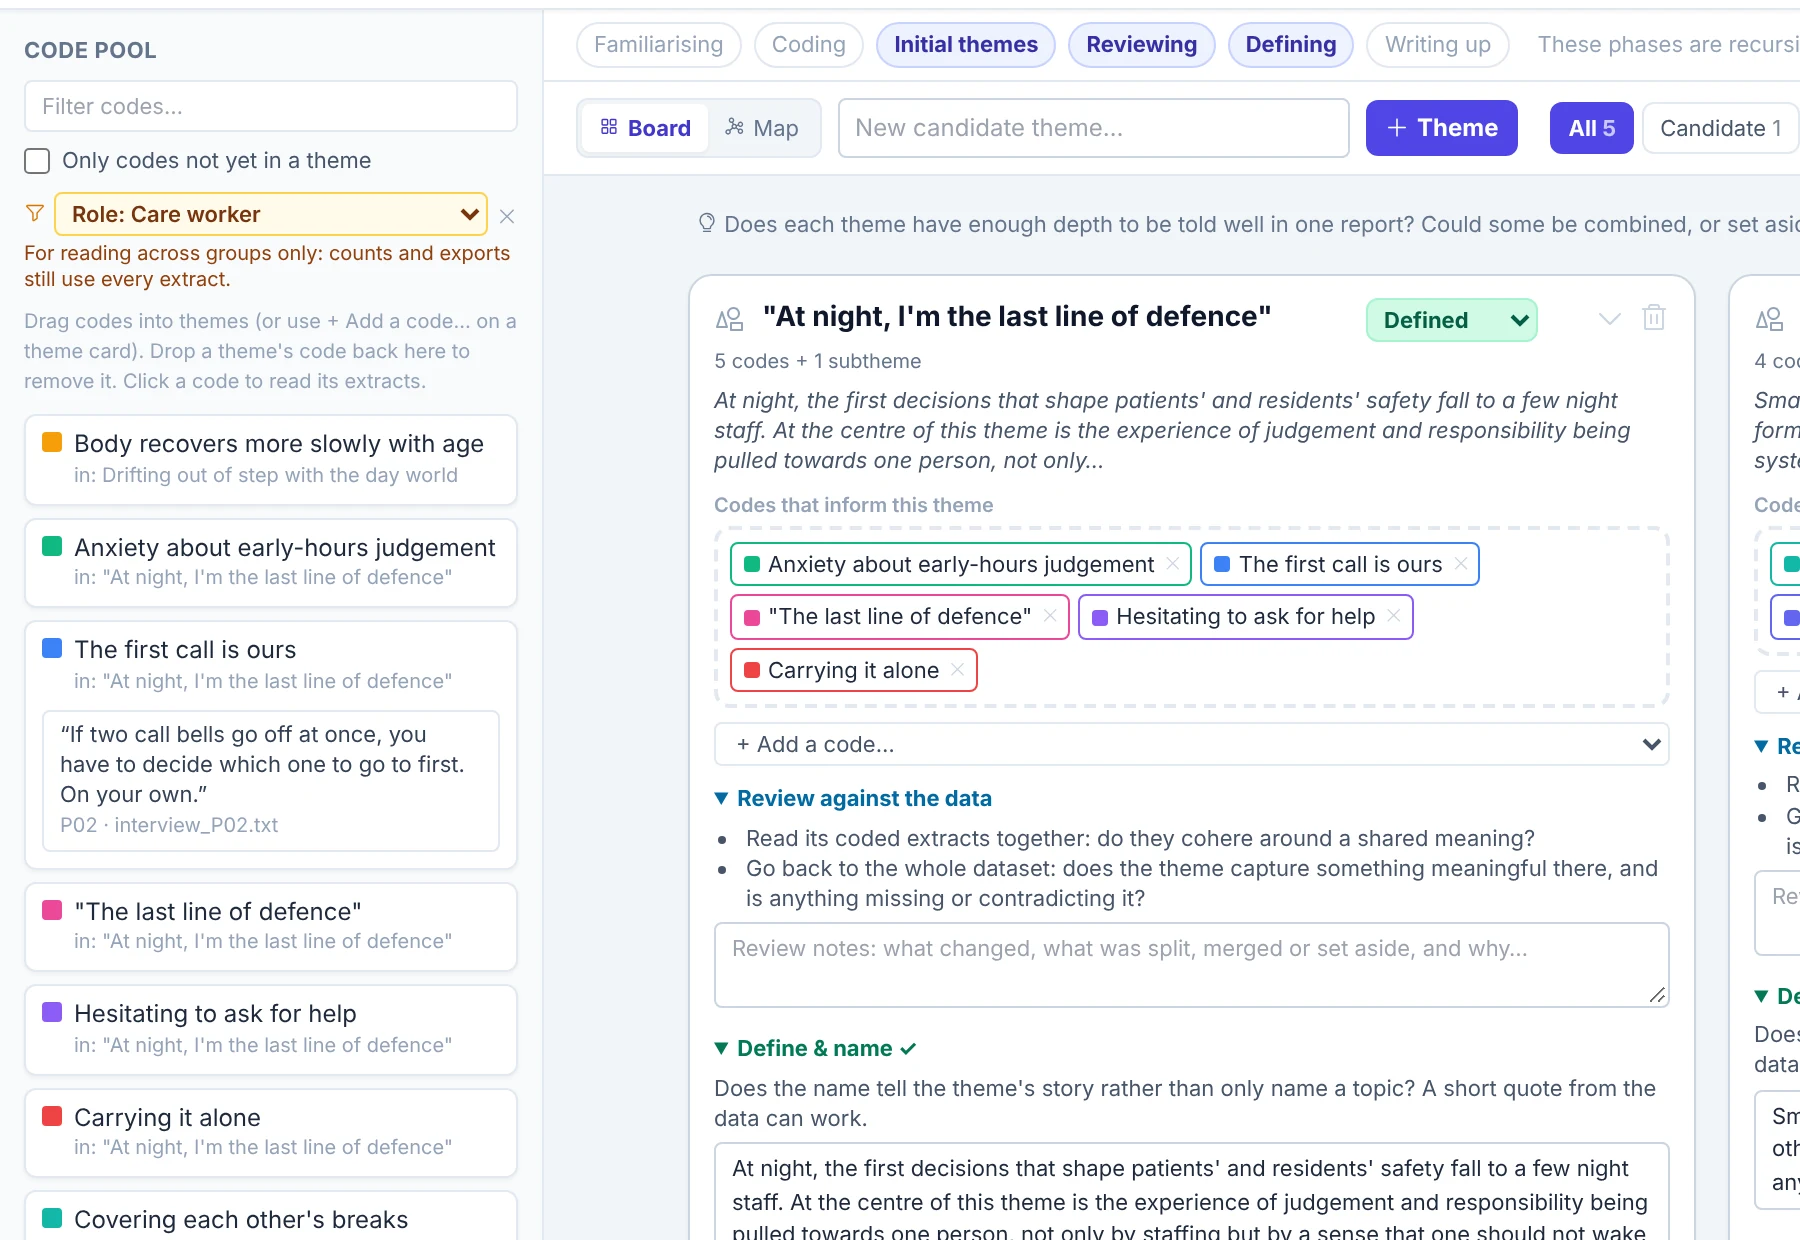 CODE POOL
Filter codes...
Only codes not yet in a theme
Role: Care worker
For reading across groups only: counts and exports
still use every extract.
Drag codes into themes (or use + Add a code... on a
theme card). Drop a theme's code back here to
remove it. Click a code to read its extracts.
Body recovers more slowly with age
in: Drifting out of step with the day world
Anxiety about early-hours judgement
in: "At night, I'm the last line of defence"
The first call is ours
in: "At night, I'm the last line of defence"
“If two call bells go off at once, you
have to decide which one to go to first.
On your own.”
P02 · interview_P02.txt
"The last line of defence"
in: "At night, I'm the last line of defence"
Hesitating to ask for help
in: "At night, I'm the last line of defence"
Carrying it alone
in: "At night, I'm the last line of defence"
Covering each other's breaks
Familiarising
Coding
Initial themes
Reviewing
Defining
Writing up
These phases are
Board
Map
New candidate theme...
+ Theme
All 5
Candidate 1
Does each theme have enough depth to be told well in one report? Could some be combined, or set
"At night, I'm the last line of defence"
Defined
5 codes + 1 subtheme
At night, the first decisions that shape patients' and residents' safety fall to a few night
staff. At the centre of this theme is the experience of judgement and responsibility being
pulled towards one person, not only...
Codes that inform this theme
Anxiety about early-hours judgement
The first call is ours
"The last line of defence"
Hesitating to ask for help
Carrying it alone
+ Add a code...
Review against the data
• Read its coded extracts together: do they cohere around a shared meaning?
• Go back to the whole dataset: does the theme capture something meaningful there, and
is anything missing or contradicting it?
Review notes: what changed, what was split, merged or set aside, and why...
Define & name ✓
Does the name tell the theme's story rather than only name a topic? A short quote from the
data can work.
At night, the first decisions that shape patients' and residents' safety fall to a few night
staff. At the centre of this theme is the experience of judgement and responsibility being
pulled towards one person, not only by staffing but by a sense that one should not wake
4